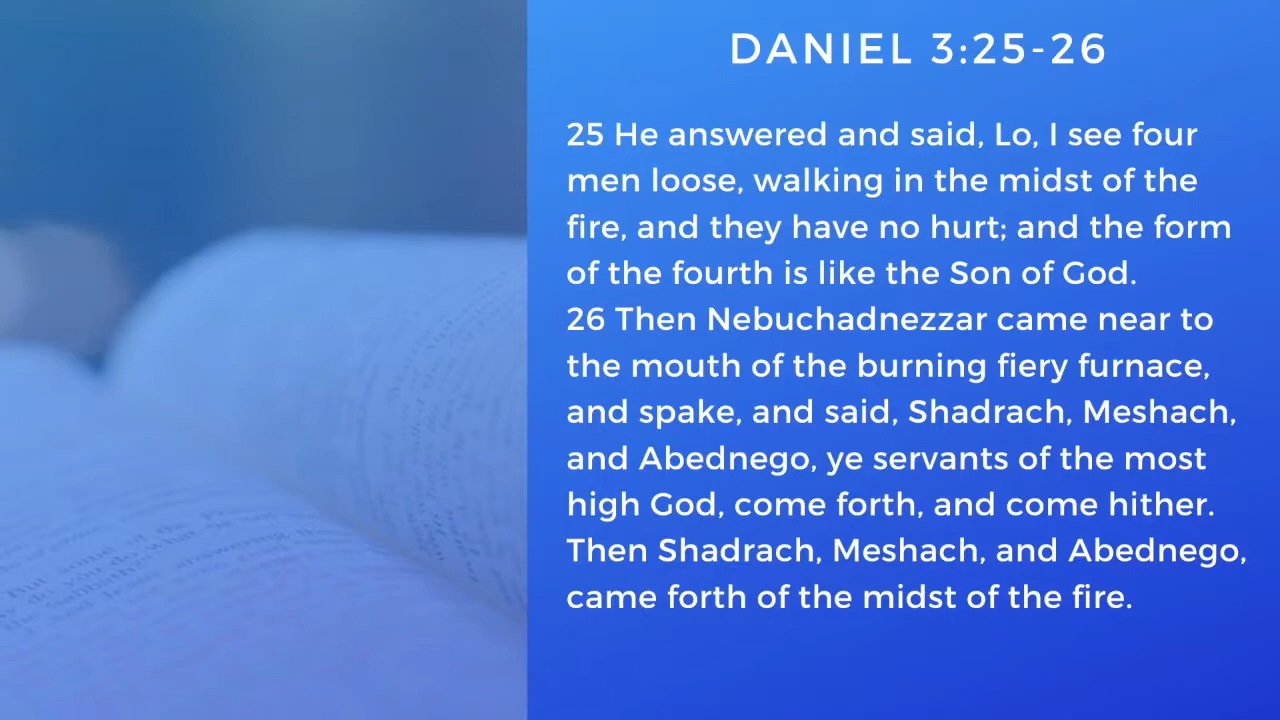 DANIEL 3:25-26
25 He answered and said, Lo, I see four
men loose, walking in the midst of the
fire, and they have no hurt; and the form
of the fourth is like the Son of God.
26 Then Nebuchadnezzar came near to
the mouth of the burning fiery furnace,
and spake, and said, Shadrach, Meshach,
and Abednego, ye servants of the most
high God, come forth, and come hither.
Then Shadrach, Meshach, and Abednego,
came forth of the midst of the fire.